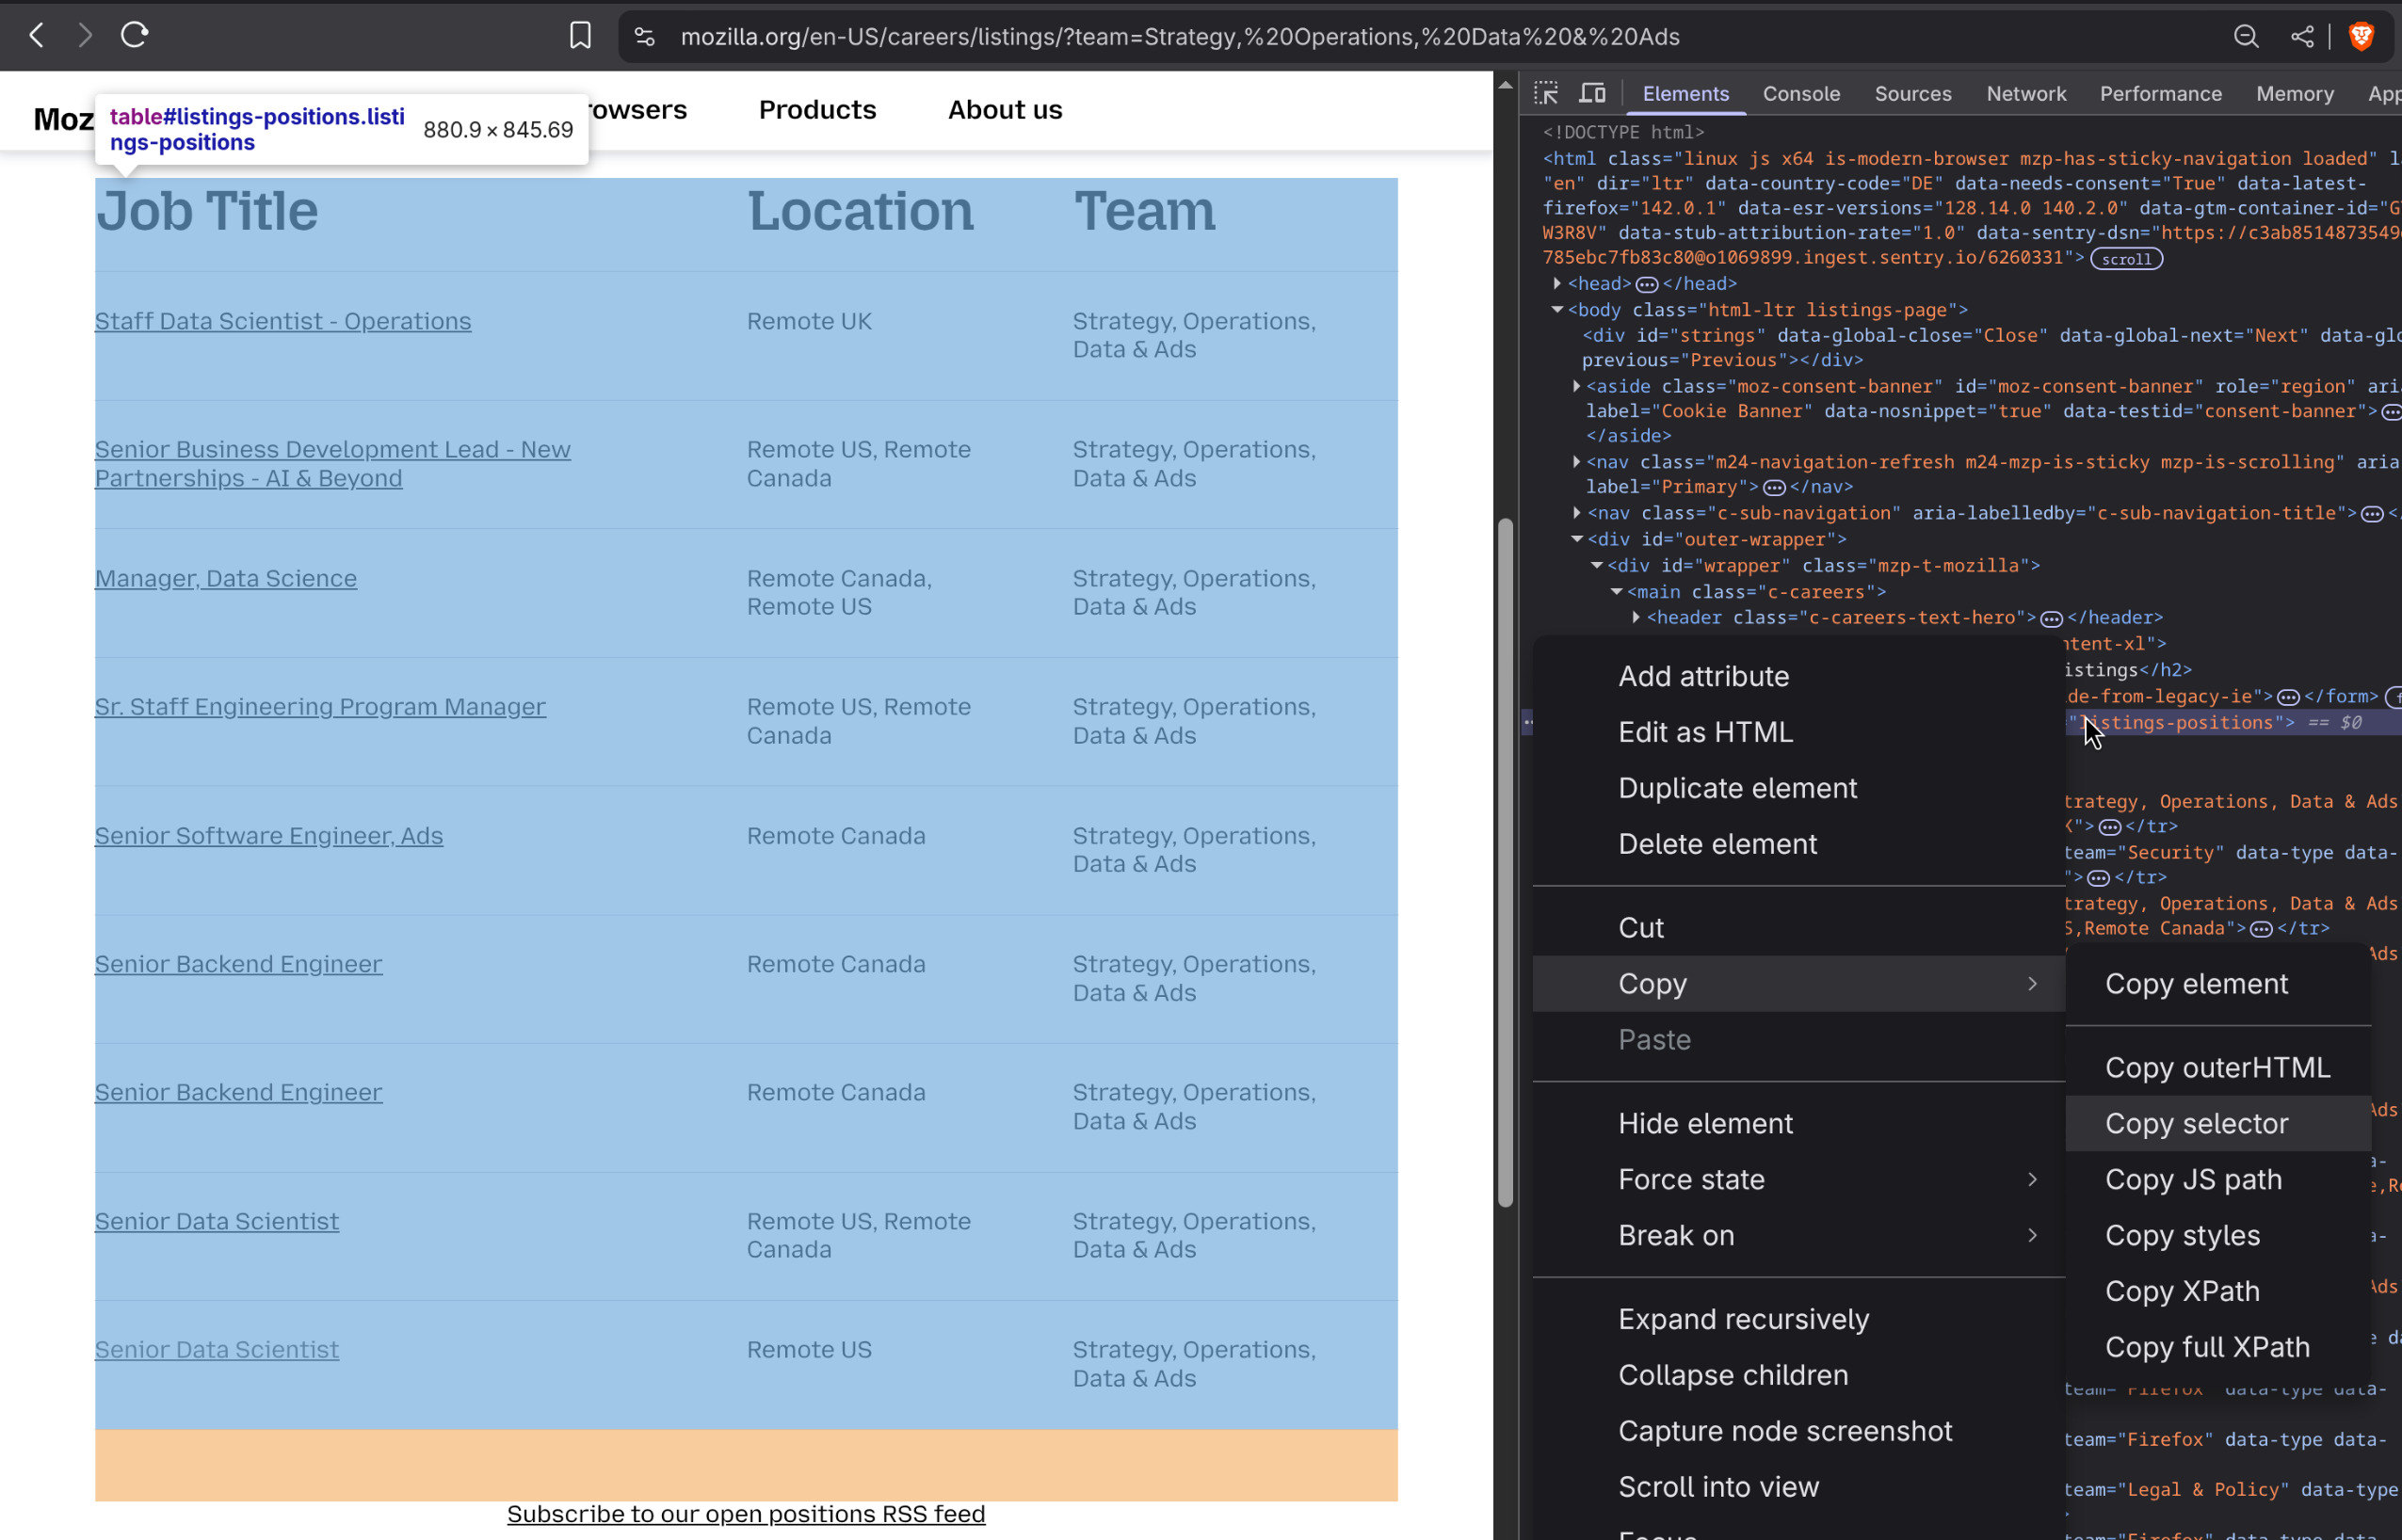 mozilla.org/en-US/careers/listings/?team=Strategy,%20Operations,%20Data%20&%20Ads
Moz
rowsers
Products
About us
table#listings-positions.listi
ngs-positions
880.9 × 845.69
Job Title
Location
Team
Staff Data Scientist - Operations
Remote UK
Strategy, Operations,
Data & Ads
Senior Business Development Lead - New
Partnerships - AI & Beyond
Remote US, Remote
Canada
Strategy, Operations,
Data & Ads
Manager, Data Science
Remote Canada,
Remote US
Strategy, Operations,
Data & Ads
Sr. Staff Engineering Program Manager
Remote US, Remote
Canada
Strategy, Operations,
Data & Ads
Senior Software Engineer, Ads
Remote Canada
Strategy, Operations,
Data & Ads
Senior Backend Engineer
Remote Canada
Strategy, Operations,
Data & Ads
Senior Backend Engineer
Remote Canada
Strategy, Operations,
Data & Ads
Senior Data Scientist
Remote US, Remote
Canada
Strategy, Operations,
Data & Ads
Senior Data Scientist
Remote US
Strategy, Operations,
Data & Ads
Subscribe to our open positions RSS feed
Elements
Console
Sources
Network
Performance
Memory
App
<!DOCTYPE html>
<html class="linux js x64 is-modern-browser mzp-has-sticky-navigation loaded" l
"en" dir="ltr" data-country-code="DE" data-needs-consent="True" data-latest-
firefox="142.0.1" data-esr-versions="128.14.0 140.2.0" data-gtm-container-id="G
W3R8V" data-stub-attribution-rate="1.0" data-sentry-dsn="https://c3ab8514873549
785ebc7fb83c80@o1069899.ingest.sentry.io/6260331"> scroll
<head> ⋯ </head>
<body class="html-ltr listings-page">
<div id="strings" data-global-close="Close" data-global-next="Next" data-glo
previous="Previous"></div>
<aside class="moz-consent-banner" id="moz-consent-banner" role="region" ari
label="Cookie Banner" data-nosnippet="true" data-testid="consent-banner"> ⋯
</aside>
<nav class="m24-navigation-refresh m24-mzp-is-sticky mzp-is-scrolling" aria
label="Primary"> ⋯ </nav>
<nav class="c-sub-navigation" aria-labelledby="c-sub-navigation-title"> ⋯ <
<div id="outer-wrapper">
<div id="wrapper" class="mzp-t-mozilla">
<main class="c-careers">
<header class="c-careers-text-hero"> ⋯ </header>
ntent-xl">
istings</h2>
de-from-legacy-ie"> ⋯ </form> f
"listings-positions"> == $0
trategy, Operations, Data & Ads
"> ⋯ </tr>
team="Security" data-type data-
"> ⋯ </tr>
trategy, Operations, Data & Ads
S,Remote Canada"> ⋯ </tr>
Ads
Add attribute
Edit as HTML
Duplicate element
Delete element
Cut
Copy
Paste
Hide element
Force state
Break on
Expand recursively
Collapse children
Capture node screenshot
Scroll into view
Copy element
Copy outerHTML
Copy selector
Copy JS path
Copy styles
Copy XPath
Copy full XPath
Ads
a-
e,R
a-
Ads
team="Firefox" data-type data-
team="Firefox" data-type data-
team="Legal & Policy" data-type
team="Firefox" data-type data-